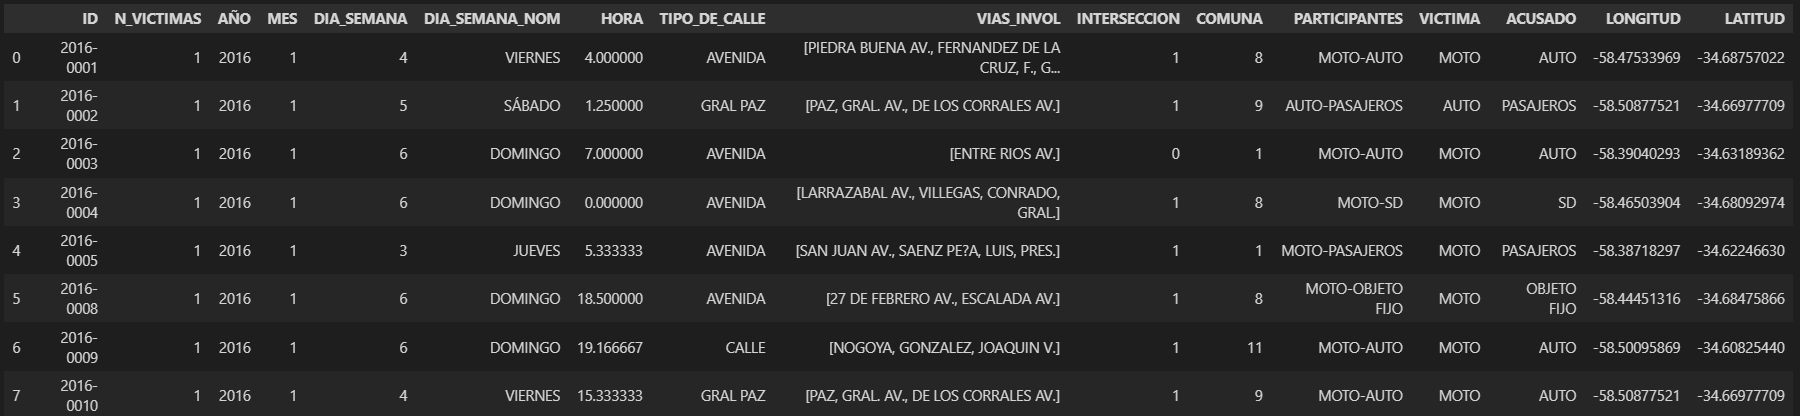 ID N_VICTIMAS AÑO MES DIA_SEMANA DIA_SEMANA_NOM HORA TIPO_DE_CALLE VIAS_INVOL INTERSECCION COMUNA PARTICIPANTES VICTIMA ACUSADO LONGITUD LATITUD
0 2016-0001 1 2016 1 4 VIERNES 4.000000 AVENIDA [PIEDRA BUENA AV., FERNANDEZ DE LA CRUZ, F., G... 1 8 MOTO-AUTO MOTO AUTO -58.47533969 -34.68757022
1 2016-0002 1 2016 1 5 SÁBADO 1.250000 GRAL PAZ [PAZ, GRAL. AV., DE LOS CORRALES AV.] 1 9 AUTO-PASAJEROS AUTO PASAJEROS -58.50877521 -34.66977709
2 2016-0003 1 2016 1 6 DOMINGO 7.000000 AVENIDA [ENTRE RIOS AV.] 0 1 MOTO-AUTO MOTO AUTO -58.39040293 -34.63189362
3 2016-0004 1 2016 1 6 DOMINGO 0.000000 AVENIDA [LARRAZABAL AV., VILLEGAS, CONRADO, GRAL.] 1 8 MOTO-SD MOTO SD -58.46503904 -34.68092974
4 2016-0005 1 2016 1 3 JUEVES 5.333333 AVENIDA [SAN JUAN AV., SAENZ PE?A, LUIS, PRES.] 1 1 MOTO-PASAJEROS MOTO PASAJEROS -58.38718297 -34.62246630
5 2016-0008 1 2016 1 6 DOMINGO 18.500000 AVENIDA [27 DE FEBRERO AV., ESCALADA AV.] 1 8 MOTO-OBJETO FIJO MOTO OBJETO FIJO -58.44451316 -34.68475866
6 2016-0009 1 2016 1 6 DOMINGO 19.166667 CALLE [NOGOYA, GONZALEZ, JOAQUIN V.] 1 11 MOTO-AUTO MOTO AUTO -58.50095869 -34.60825440
7 2016-0010 1 2016 1 4 VIERNES 15.333333 GRAL PAZ [PAZ, GRAL. AV., DE LOS CORRALES AV.] 1 9 MOTO-AUTO MOTO AUTO -58.50877521 -34.66977709